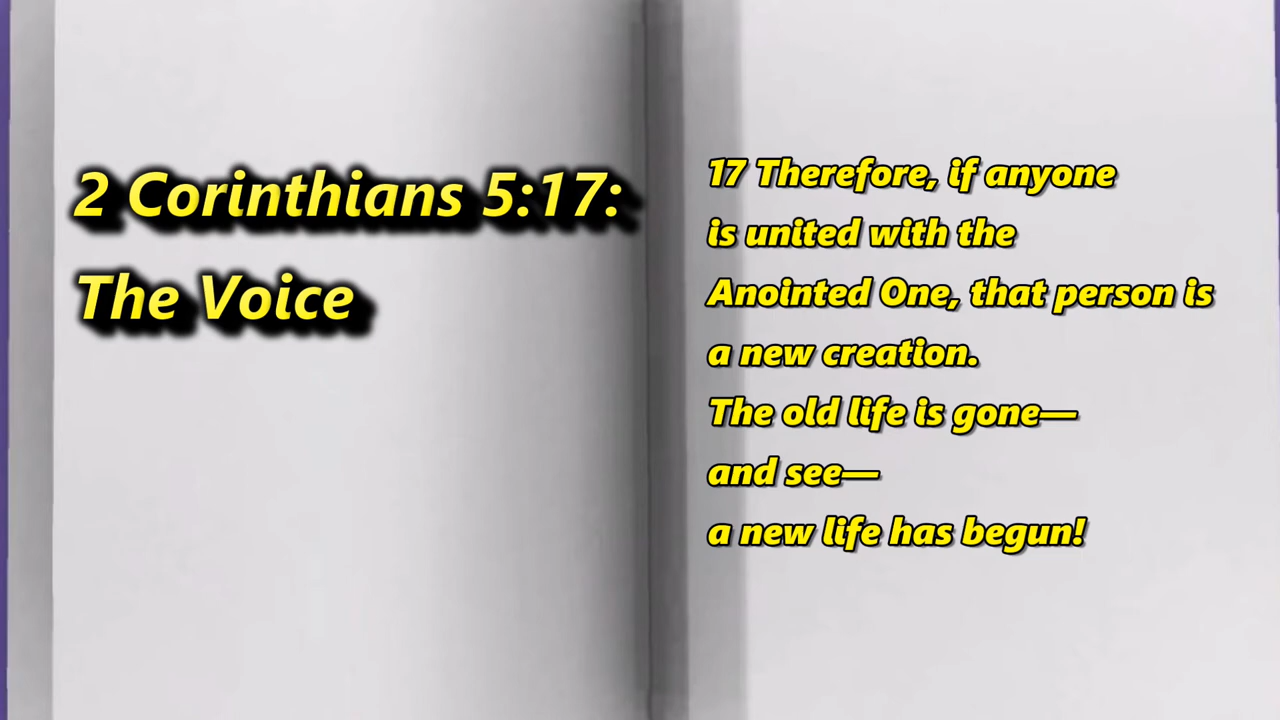 2 Corinthians 5:17:
The Voice
17 Therefore, if anyone
is united with the
Anointed One, that person is
a new creation.
The old life is gone—
and see—
a new life has begun!